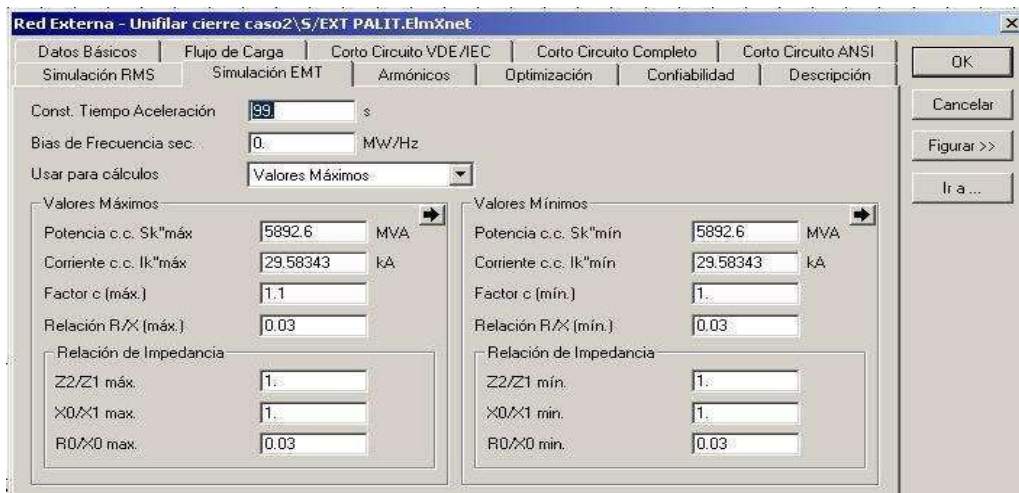 Red Externa - Unifilar cierre caso2\S/EXT PALIT.ElmXnet
Datos Básicos
Flujo de Carga
Corto Circuito VDE/IEC
Corto Circuito Completo
Corto Circuito ANSI
Simulación RMS
Simulación EMT
Armónicos
Optimización
Confiabilidad
Descripción
OK
Cancelar
Figurar >>
Ir a ...
Const. Tiempo Aceleración 99. s
Bias de Frecuencia sec. 0. MW/Hz
Usar para cálculos Valores Máximos
Valores Máximos
Potencia c.c. Sk"máx 5892.6 MVA
Corriente c.c. Ik"máx 29.58343 kA
Factor c (máx.) 1.1
Relación R/X (máx.) 0.03
Relación de Impedancia
Z2/Z1 máx. 1.
X0/X1 max. 1.
R0/X0 max. 0.03
Valores Mínimos
Potencia c.c. Sk"mín 5892.6 MVA
Corriente c.c. Ik"mín 29.58343 kA
Factor c (mín.) 1.
Relación R/X (mín.) 0.03
Relación de Impedancia
Z2/Z1 mín. 1.
X0/X1 min. 1.
R0/X0 min. 0.03